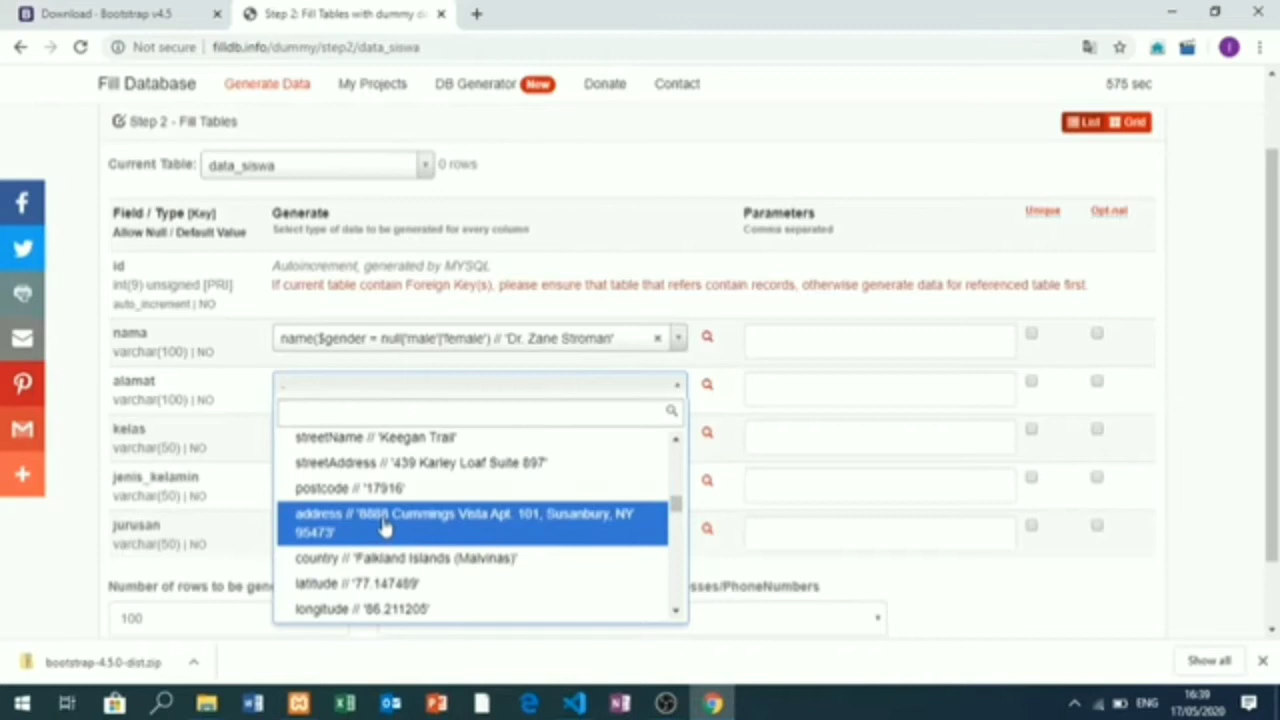 Download · Bootstrap v4.5
Step 2: Fill Tables with dummy d
Not secure | filldb.info/dummy/step2/data_siswa
Fill Database
Generate Data
My Projects
DB Generator New
Donate
Contact
575 sec
Step 2 - Fill Tables
List
Grid
Current Table: data_siswa
0 rows
Field / Type [Key]
Allow Null / Default Value
Generate
Select type of data to be generated for every column
Parameters
Comma separated
Unique
Opt-nal
id
int(9) unsigned [PRI]
auto_increment | NO
Autoincrement, generated by MYSQL
If current table contain Foreign Key(s), please ensure that table that refers contain records, otherwise generate data for referenced table first.
nama
varchar(100) | NO
name($gender = null|'male'|'female') // 'Dr. Zane Stroman'
alamat
varchar(100) | NO
streetName // 'Keegan Trail'
streetAddress // '439 Karley Loaf Suite 897'
postcode // '17916'
address // '8888 Cummings Vista Apt. 101, Susanbury, NY
95473'
country // 'Falkland Islands (Malvinas)'
latitude // '77.147489'
longitude // '86.211205'
kelas
varchar(50) | NO
jenis_kelamin
varchar(50) | NO
jurusan
varchar(50) | NO
Number of rows to be gen
sses/PhoneNumbers
100
bootstrap-4.5.0-dist.zip
Show all
ENG
16:39
17/05/2020